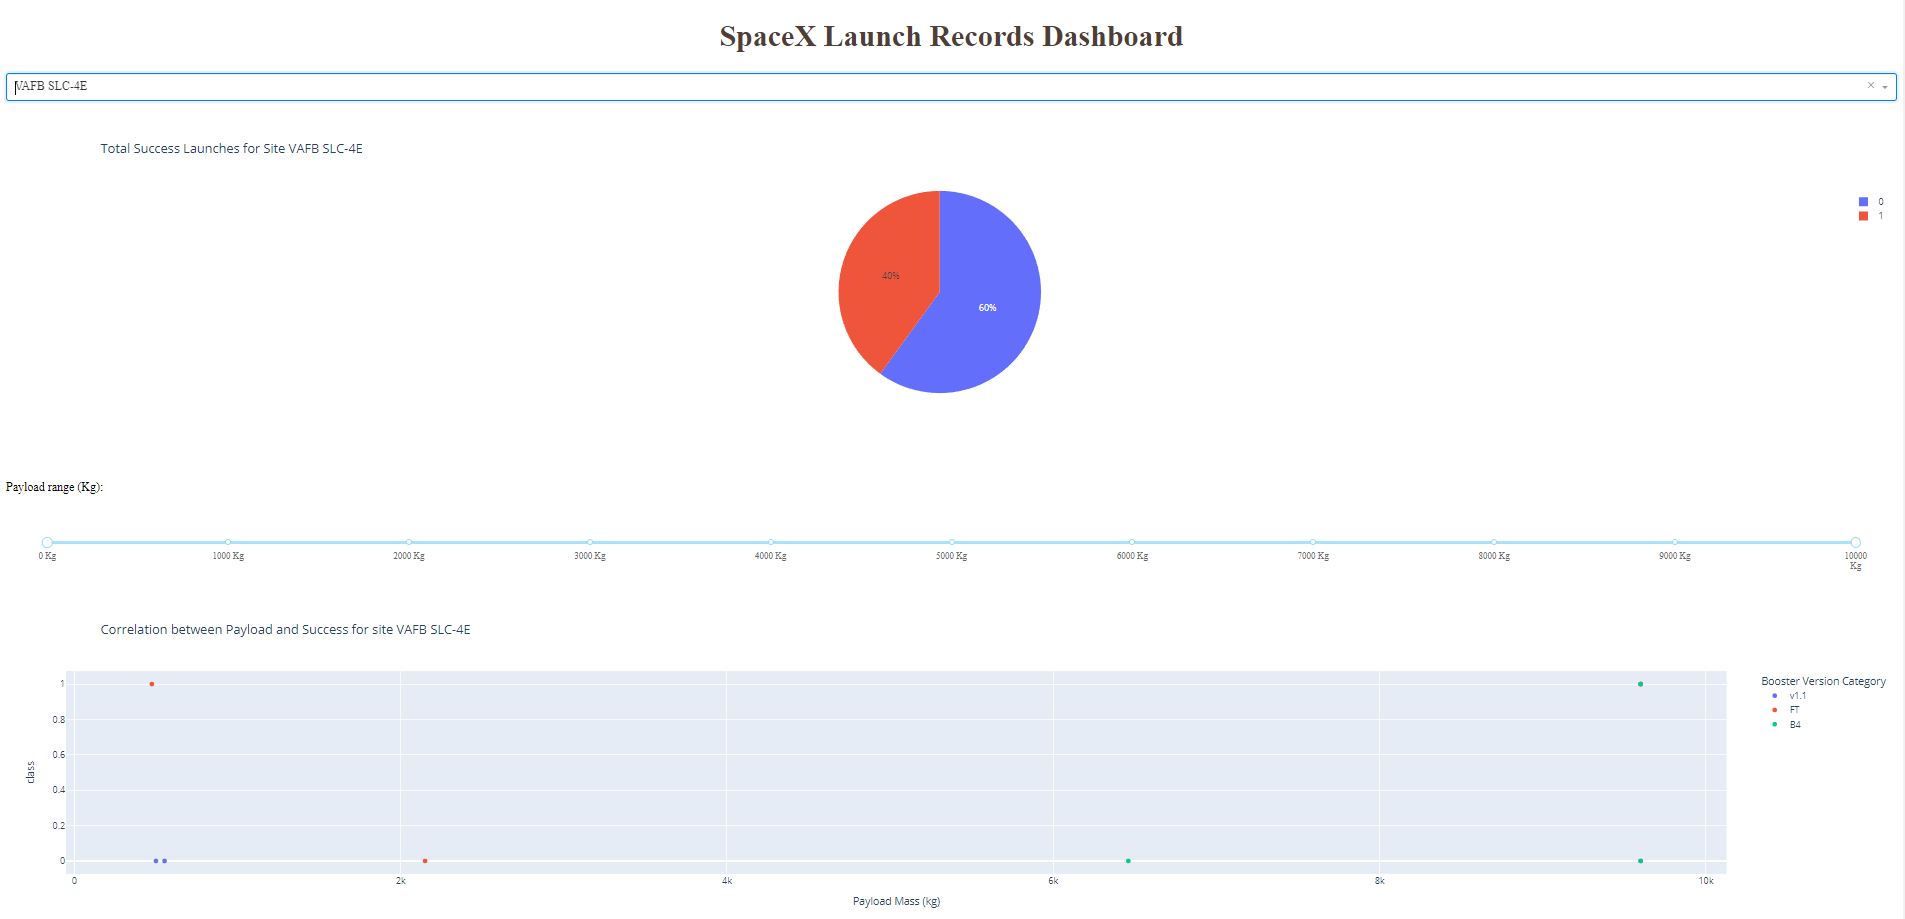 SpaceX Launch Records Dashboard
VAFB SLC-4E
×
Total Success Launches for Site VAFB SLC-4E
0
1
40%
60%
Payload range (Kg):
0 Kg
1000 Kg
2000 Kg
3000 Kg
4000 Kg
5000 Kg
6000 Kg
7000 Kg
8000 Kg
9000 Kg
10000
Kg
Correlation between Payload and Success for site VAFB SLC-4E
1
0.8
0.6
0.4
0.2
0
class
0
2k
4k
6k
8k
10k
Payload Mass (kg)
Booster Version Category
v1.1
FT
B4